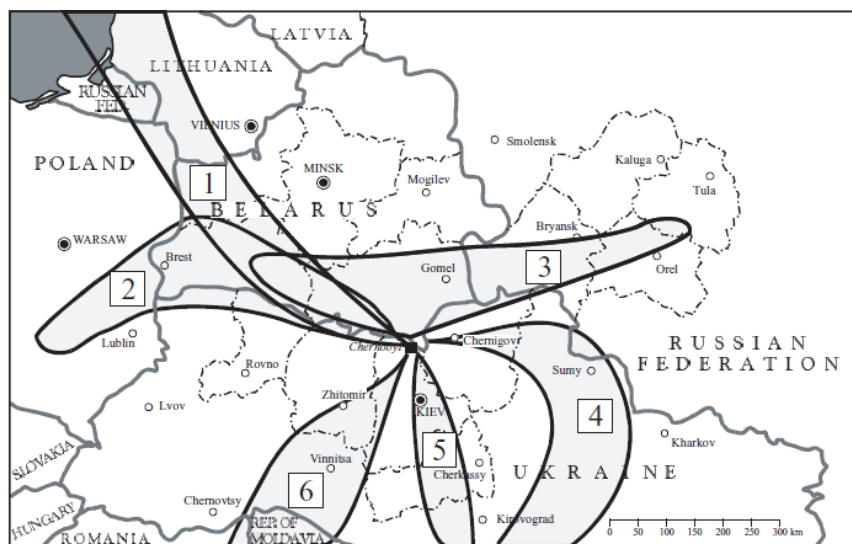 LATVIA
LITHUANIA
RUSSIAN
FED.
VILNIUS
Smolensk
Kaluga
Tula
POLAND
MINSK
Mogilev
1
BELARUS
Bryansk
WARSAW
Brest
Gomel
3
Orel
2
Lublin
Chernobyl
Chernigov
RUSSIAN
FEDERATION
Rovno
Sumy
Zhitomir
KIEV
Lvov
4
Kharkov
5
SLOVAKIA
Vinnitsa
Cherkassy
UKRAINE
6
HUNGARY
Chernovtsy
Kirovograd
ROMANIA
REP. OF
MOLDAVIA
0 50 100 150 200 300 km